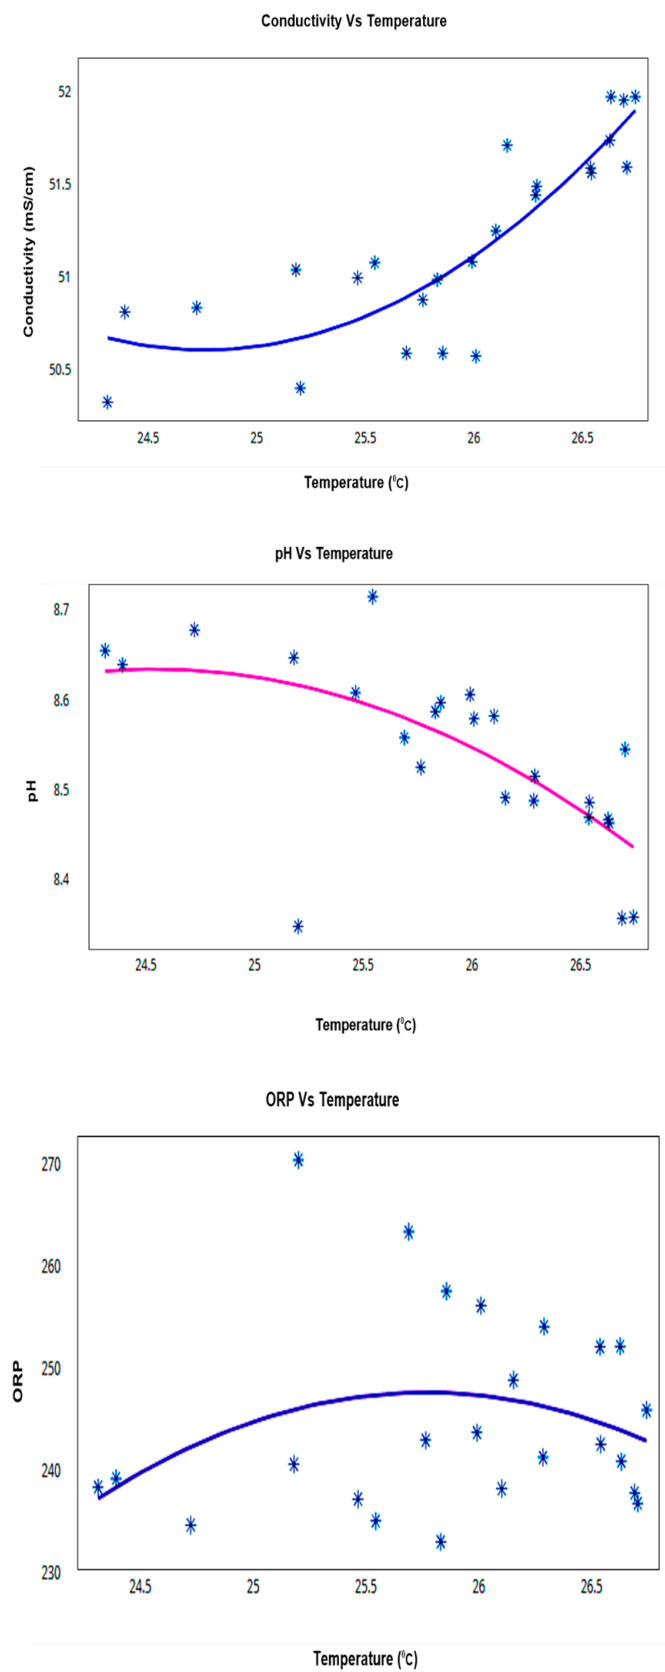 Conductivity Vs Temperature
52
51.5
51
50.5
Conductivity (mS/cm)
24.5 25 25.5 26 26.5
Temperature (⁰C)
pH Vs Temperature
8.7
8.6
8.5
8.4
pH
24.5 25 25.5 26 26.5
Temperature (⁰C)
ORP Vs Temperature
270
260
250
240
230
ORP
24.5 25 25.5 26 26.5
Temperature (⁰C)